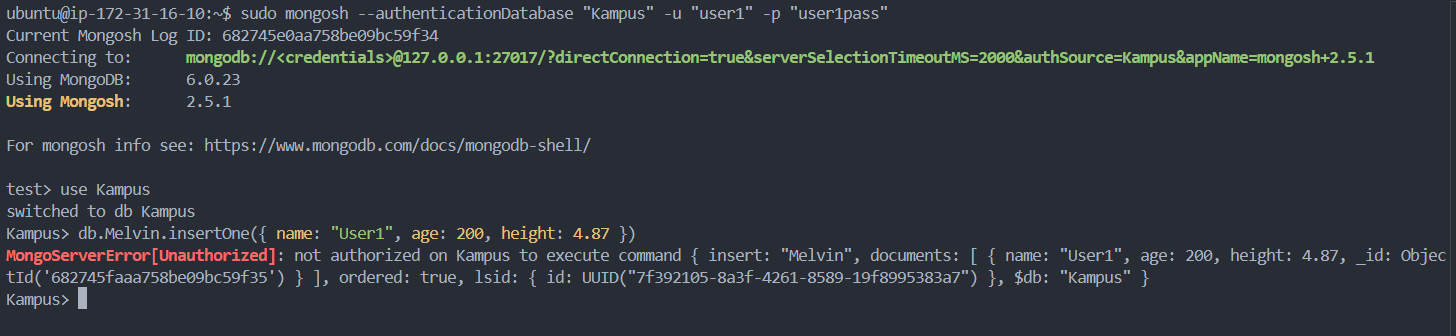 ubuntu@ip-172-31-16-10:~$ sudo mongosh --authenticationDatabase "Kampus" -u "user1" -p "user1pass"
Current Mongosh Log ID: 682745e0aa758be09bc59f34
Connecting to:          mongodb://<credentials>@127.0.0.1:27017/?directConnection=true&serverSelectionTimeoutMS=2000&authSource=Kampus&appName=mongosh+2.5.1
Using MongoDB:          6.0.23
Using Mongosh:          2.5.1
For mongosh info see: https://www.mongodb.com/docs/mongodb-shell/
test> use Kampus
switched to db Kampus
Kampus> db.Melvin.insertOne({ name: "User1", age: 200, height: 4.87 })
MongoServerError[Unauthorized]: not authorized on Kampus to execute command { insert: "Melvin", documents: [ { name: "User1", age: 200, height: 4.87, _id: Objec
tId('682745faaa758be09bc59f35') } ], ordered: true, lsid: { id: UUID("7f392105-8a3f-4261-8589-19f8995383a7") }, $db: "Kampus" }
Kampus>